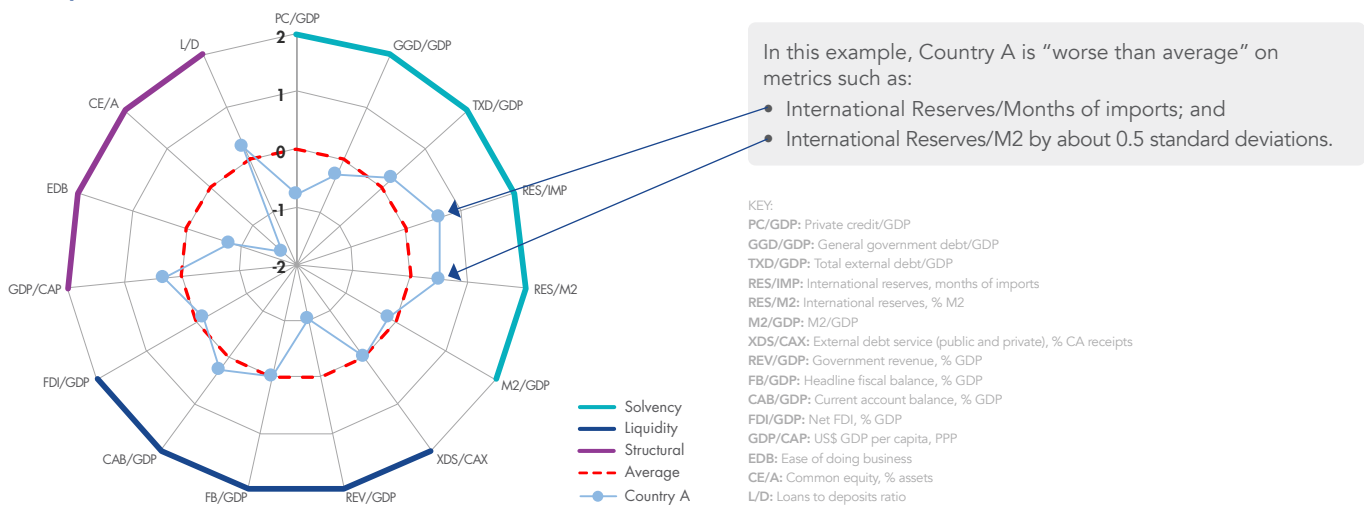 PC/GDP
2
GGD/GDP
L/D
TXD/GDP
1
CE/A
0
EDB
RES/IMP
-1
-2
GDP/CAP
RES/M2
FDI/GDP
M2/GDP
CAB/GDP
XDS/CAX
FB/GDP
REV/GDP
Solvency
Liquidity
Structural
Average
Country A
In this example, Country A is “worse than average” on
metrics such as:
• International Reserves/Months of imports; and
• International Reserves/M2 by about 0.5 standard deviations.
KEY:
PC/GDP: Private credit/GDP
GGD/GDP: General government debt/GDP
TXD/GDP: Total external debt/GDP
RES/IMP: International reserves, months of imports
RES/M2: International reserves, % M2
M2/GDP: M2/GDP
XDS/CAX: External debt service (public and private), % CA receipts
REV/GDP: Government revenue, % GDP
FB/GDP: Headline fiscal balance, % GDP
CAB/GDP: Current account balance, % GDP
FDI/GDP: Net FDI, % GDP
GDP/CAP: US$ GDP per capita, PPP
EDB: Ease of doing business
CE/A: Common equity, % assets
L/D: Loans to deposits ratio